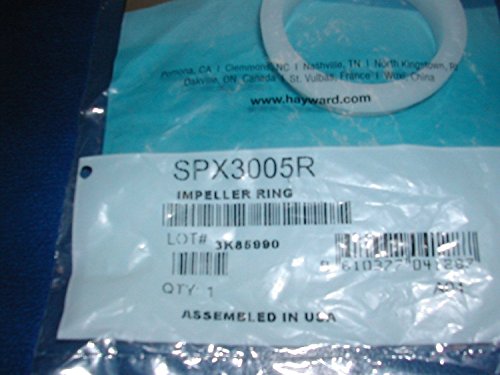 Pomona, CA I Clemmons, NC I Nashville, TN I North Kingstown, RI
Oakville, ON, Canada I St. Vulbas, France I Wuxi, China
www.hayward.com
SPX3005R
IMPELLER RING
LOT# 3K85990
QTY: 1
ASSEMBLED IN USA